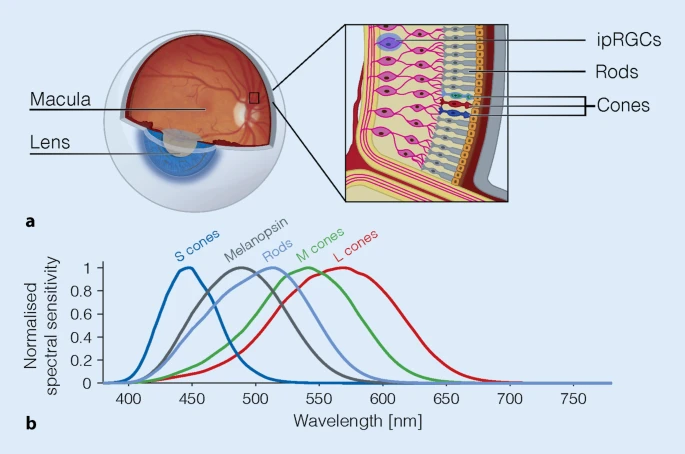 ipRGCs
Rods
Macula
Cones
Lens
a
S cones
Melanopsin
Rods
M cones
L cones
Normalised
spectral sensitivity
1
0.8
0.6
0.4
0.2
0
400 450 500 550 600 650 700 750
Wavelength [nm]
b